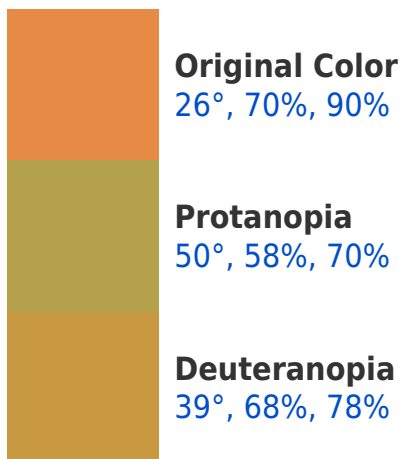 Original Color
26°, 70%, 90%
Protanopia
50°, 58%, 70%
Deuteranopia
39°, 68%, 78%